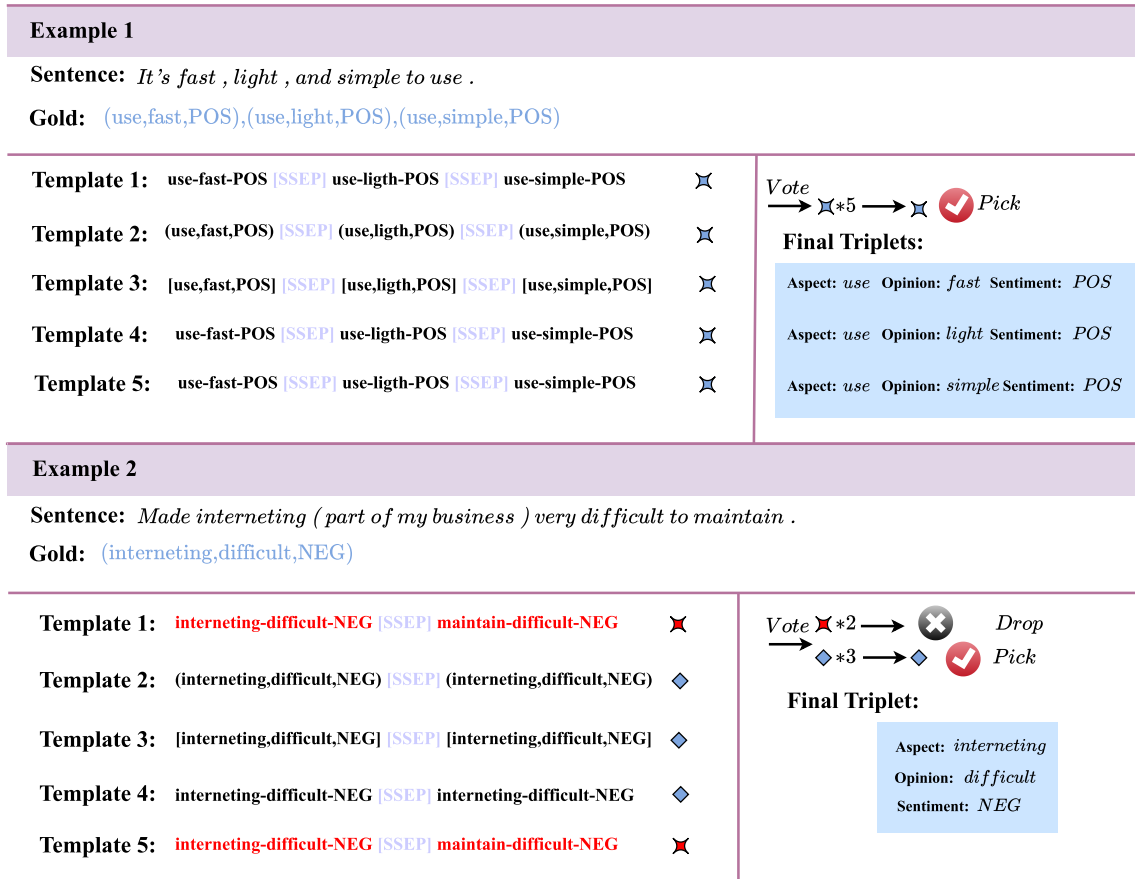 Example 1
Sentence: It's fast , light , and simple to use .
Gold: (use,fast,POS),(use,light,POS),(use,simple,POS)
Template 1: use-fast-POS [SSEP] use-ligth-POS [SSEP] use-simple-POS
Template 2: (use,fast,POS) [SSEP] (use,ligth,POS) [SSEP] (use,simple,POS)
Template 3: [use,fast,POS] [SSEP] [use,ligth,POS] [SSEP] [use,simple,POS]
Template 4: use-fast-POS [SSEP] use-ligth-POS [SSEP] use-simple-POS
Template 5: use-fast-POS [SSEP] use-ligth-POS [SSEP] use-simple-POS
Vote *5 Pick
Final Triplets:
Aspect: use Opinion: fast Sentiment: POS
Aspect: use Opinion: light Sentiment: POS
Aspect: use Opinion: simple Sentiment: POS
Example 2
Sentence: Made interneting ( part of my business ) very difficult to maintain .
Gold: (interneting,difficult,NEG)
Template 1: interneting-difficult-NEG [SSEP] maintain-difficult-NEG
Template 2: (interneting,difficult,NEG) [SSEP] (interneting,difficult,NEG)
Template 3: [interneting,difficult,NEG] [SSEP] [interneting,difficult,NEG]
Template 4: interneting-difficult-NEG [SSEP] interneting-difficult-NEG
Template 5: interneting-difficult-NEG [SSEP] maintain-difficult-NEG
Vote *2 Drop
*3 Pick
Final Triplet:
Aspect: interneting
Opinion: difficult
Sentiment: NEG